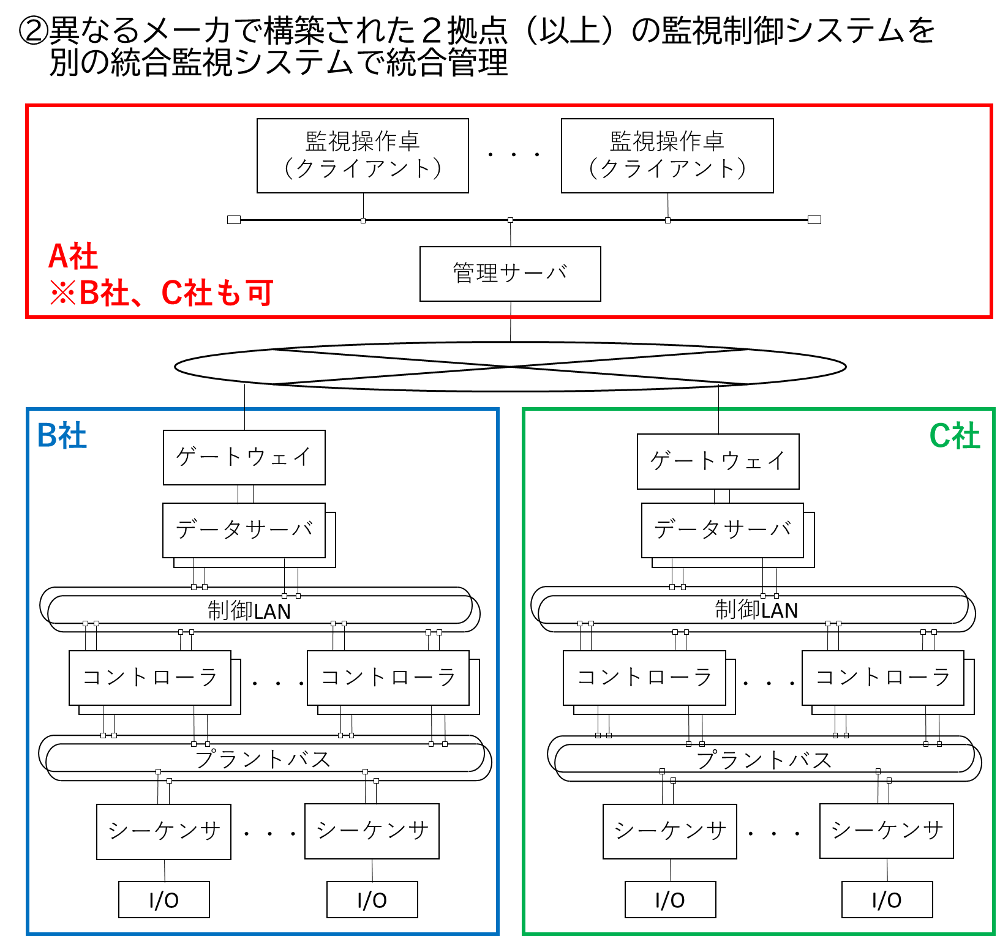 ②異なるメーカで構築された２拠点（以上）の監視制御システムを
別の統合監視システムで統合管理
監視操作卓
（クライアント）
・・・
監視操作卓
（クライアント）
A社
※B社、C社も可
管理サーバ
B社
ゲートウェイ
データサーバ
制御LAN
コントローラ
・・・
コントローラ
プラントバス
シーケンサ
・・・
シーケンサ
I/O
I/O
C社
ゲートウェイ
データサーバ
制御LAN
コントローラ
・・・
コントローラ
プラントバス
シーケンサ
・・・
シーケンサ
I/O
I/O